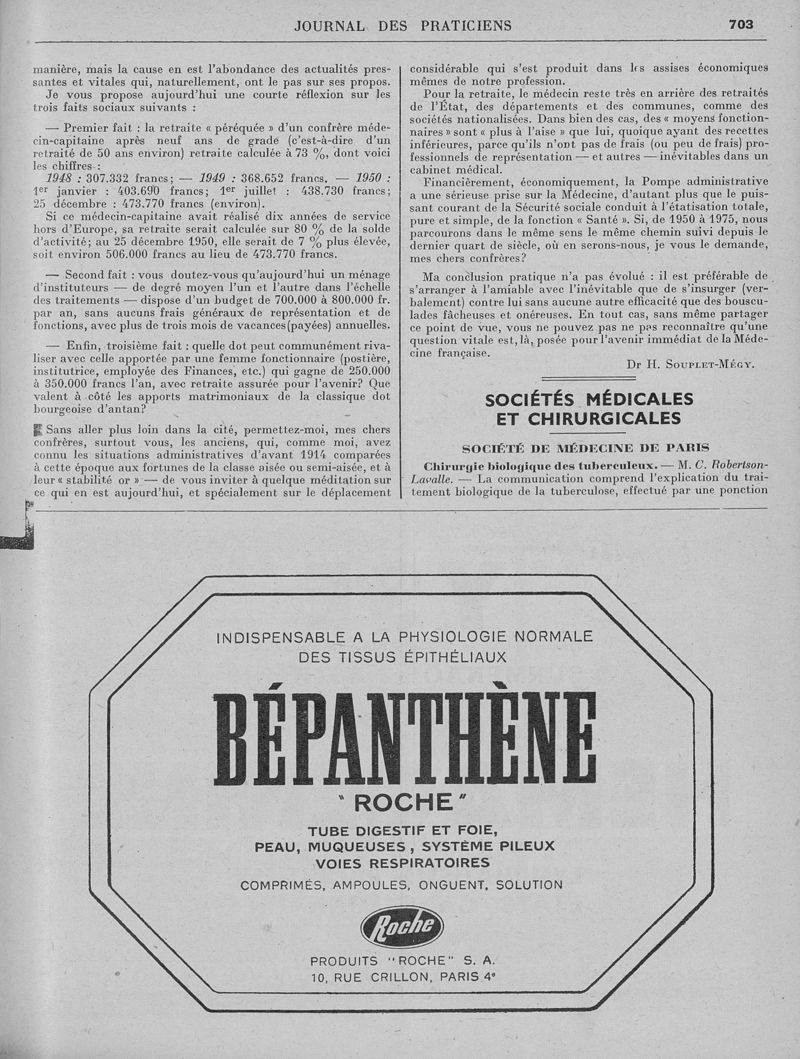 JOURNAL DES PRATICIENS
703
manière, mais la cause en est l'abondance des actualités pres-
santes et vitales qui, naturellement, ont le pas sur ses propos.
Je vous propose aujourd'hui une courte réflexion sur les
trois faits sociaux suivants :
— Premier fait : la retraite « péréquée » d'un confrère méde-
cin-capitaine après neuf ans de grade (c'est-à-dire d'un
retraité de 50 ans environ) retraite calculée à 73 %, dont voici
les chiffres :
1948 : 307.332 francs; — 1949 : 368.652 francs. — 1950 :
1er janvier : 403.690 francs; 1er juillet : 438.730 francs;
25 décembre : 473.770 francs (environ).
Si ce médecin-capitaine avait réalisé dix années de service
hors d'Europe, sa retraite serait calculée sur 80 % de la solde
d'activité; au 25 décembre 1950, elle serait de 7 % plus élevée,
soit environ 506.000 francs au lieu de 473.770 francs.
— Second fait : vous doutez-vous qu'aujourd'hui un ménage
d'instituteurs — de degré moyen l'un et l'autre dans l'échelle
des traitements — dispose d'un budget de 700.000 à 800.000 fr.
par an, sans aucuns frais généraux de représentation et de
fonctions, avec plus de trois mois de vacances (payées) annuelles.
— Enfin, troisième fait : quelle dot peut communément riva-
liser avec celle apportée par une femme fonctionnaire (postière,
institutrice, employée des Finances, etc.) qui gagne de 250.000
à 350.000 francs l'an, avec retraite assurée pour l'avenir? Que
valent à côté les apports matrimoniaux de la classique dot
bourgeoise d'antan?
Sans aller plus loin dans la cité, permettez-moi, mes chers
confrères, surtout vous, les anciens, qui, comme moi, avez
connu les situations administratives d'avant 1914 comparées
à cette époque aux fortunes de la classe aisée ou semi-aisée, et à
leur « stabilité or » — de vous inviter à quelque méditation sur
ce qui en est aujourd'hui, et spécialement sur le déplacement
considérable qui s'est produit dans les assises économiques
mêmes de notre profession.
Pour la retraite, le médecin reste très en arrière des retraités
de l'État, des départements et des communes, comme des
sociétés nationalisées. Dans bien des cas, des « moyens fonction-
naires » sont « plus à l'aise » que lui, quoique ayant des recettes
inférieures, parce qu'ils n'ont pas de frais (ou peu de frais) pro-
fessionnels de représentation — et autres — inévitables dans un
cabinet médical.
Financièrement, économiquement, la Pompe administrative
a une sérieuse prise sur la Médecine, d'autant plus que le puis-
sant courant de la Sécurité sociale conduit à l'étatisation totale,
pure et simple, de la fonction « Santé ». Si, de 1950 à 1975, nous
parcourons dans le même sens le même chemin suivi depuis le
dernier quart de siècle, où en serons-nous, je vous le demande,
mes chers confrères?
Ma conclusion pratique n'a pas évolué : il est préférable de
s'arranger à l'amiable avec l'inévitable que de s'insurger (ver-
balement) contre lui sans aucune autre efficacité que des bouscu-
lades fâcheuses et onéreuses. En tout cas, sans même partager
ce point de vue, vous ne pouvez pas ne pas reconnaître qu'une
question vitale est, là, posée pour l'avenir immédiat de la Méde-
cine française.
Dr H. SOUPLET-MÉGY.
SOCIÉTÉS MÉDICALES
ET CHIRURGICALES
SOCIÉTÉ DE MÉDECINE DE PARIS
Chirurgie biologique des tuberculeux. — M. C. Robertson-
Lavalle. — La communication comprend l'explication du trai-
tement biologique de la tuberculose, effectué par une ponction
INDISPENSABLE A LA PHYSIOLOGIE NORMALE
DES TISSUS ÉPITHÉLIAUX
BÉPANTHÈNE
"ROCHE"
TUBE DIGESTIF ET FOIE,
PEAU, MUQUEUSES, SYSTÈME PILEUX
VOIES RESPIRATOIRES
COMPRIMÉS, AMPOULES, ONGUENT, SOLUTION
Roche
PRODUITS "ROCHE" S. A.
10, RUE CRILLON, PARIS 4e